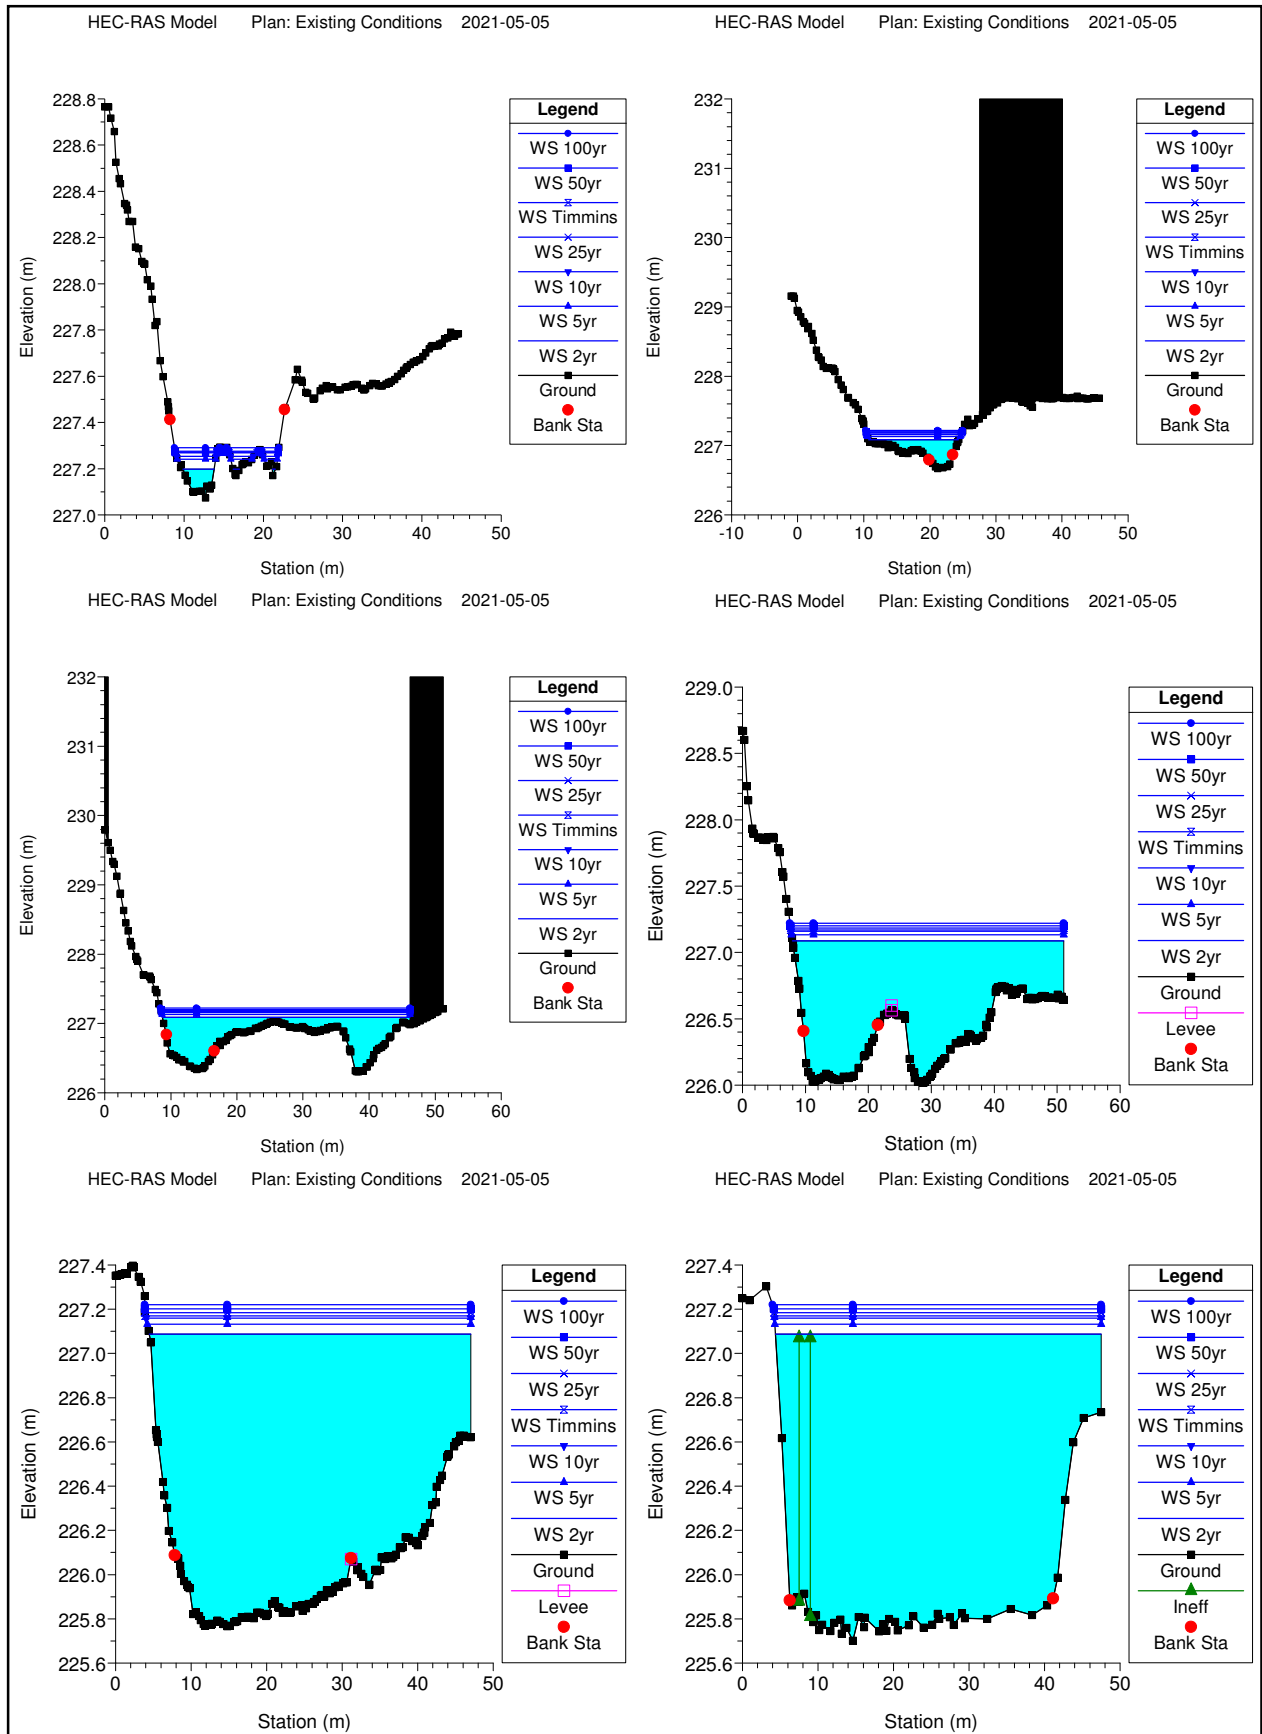 HEC-RAS Model Plan: Existing Conditions 2021-05-05
228.8
228.6
228.4
228.2
228.0
227.8
227.6
227.4
227.2
227.0
Elevation (m)
0 10 20 30 40 50
Station (m)
Legend
WS 100yr
WS 50yr
WS Timmins
WS 25yr
WS 10yr
WS 5yr
WS 2yr
Ground
Bank Sta
HEC-RAS Model Plan: Existing Conditions 2021-05-05
232
231
230
229
228
227
226
Elevation (m)
-10 0 10 20 30 40 50
Station (m)
Legend
WS 100yr
WS 50yr
WS 25yr
WS Timmins
WS 10yr
WS 5yr
WS 2yr
Ground
Bank Sta
HEC-RAS Model Plan: Existing Conditions 2021-05-05
232
231
230
229
228
227
226
Elevation (m)
0 10 20 30 40 50 60
Station (m)
Legend
WS 100yr
WS 50yr
WS 25yr
WS Timmins
WS 10yr
WS 5yr
WS 2yr
Ground
Bank Sta
HEC-RAS Model Plan: Existing Conditions 2021-05-05
229.0
228.5
228.0
227.5
227.0
226.5
226.0
Elevation (m)
0 10 20 30 40 50 60
Station (m)
Legend
WS 100yr
WS 50yr
WS 25yr
WS Timmins
WS 10yr
WS 5yr
WS 2yr
Ground
Levee
Bank Sta
HEC-RAS Model Plan: Existing Conditions 2021-05-05
227.4
227.2
227.0
226.8
226.6
226.4
226.2
226.0
225.8
225.6
Elevation (m)
0 10 20 30 40 50
Station (m)
Legend
WS 100yr
WS 50yr
WS 25yr
WS Timmins
WS 10yr
WS 5yr
WS 2yr
Ground
Levee
Bank Sta
HEC-RAS Model Plan: Existing Conditions 2021-05-05
227.4
227.2
227.0
226.8
226.6
226.4
226.2
226.0
225.8
225.6
Elevation (m)
0 10 20 30 40 50
Station (m)
Legend
WS 100yr
WS 50yr
WS 25yr
WS Timmins
WS 10yr
WS 5yr
WS 2yr
Ground
Ineff
Bank Sta